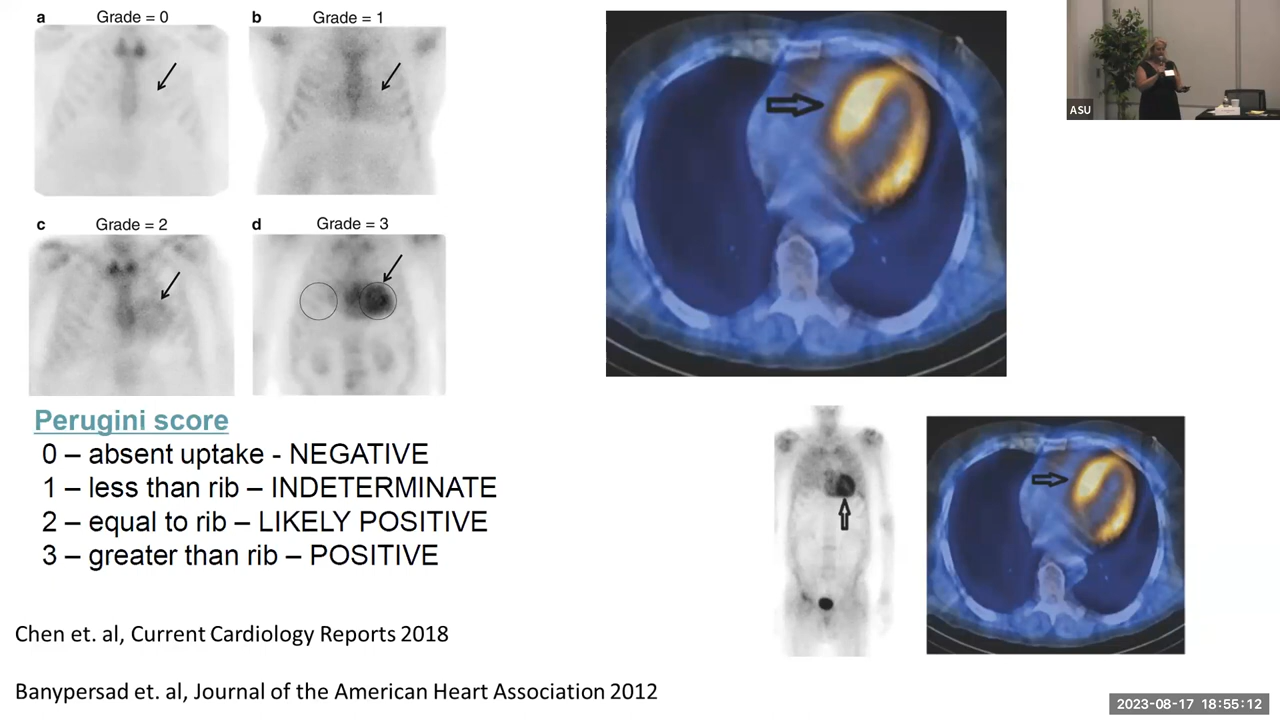 a Grade = 0
b Grade = 1
c Grade = 2
d Grade = 3
Perugini score
0 – absent uptake - NEGATIVE
1 – less than rib – INDETERMINATE
2 – equal to rib – LIKELY POSITIVE
3 – greater than rib – POSITIVE
Chen et. al, Current Cardiology Reports 2018
Banypersad et. al, Journal of the American Heart Association 2012
ASU
2023-08-17 18:55:12